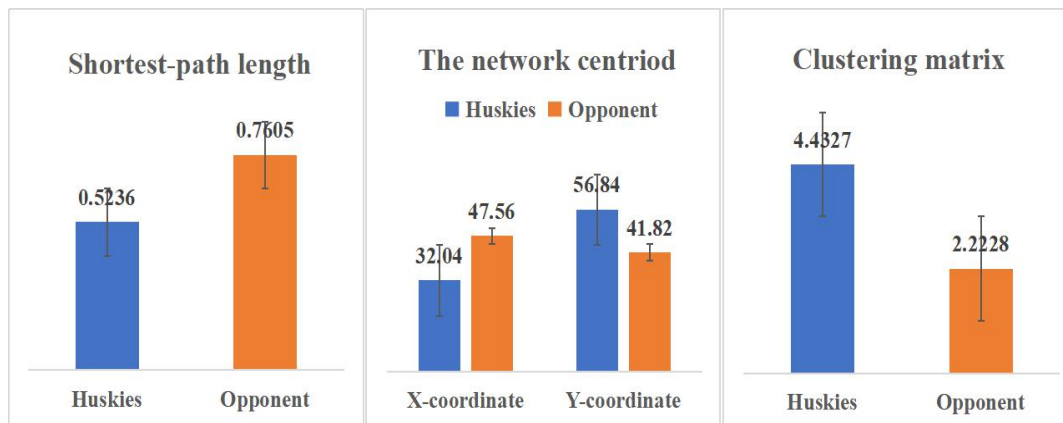 Shortest-path length
0.5236
0.7605
Huskies
Opponent
The network centriod
Huskies Opponent
32.04
47.56
56.84
41.82
X-coordinate Y-coordinate
Clustering matrix
4.4327
2.2228
Huskies
Opponent